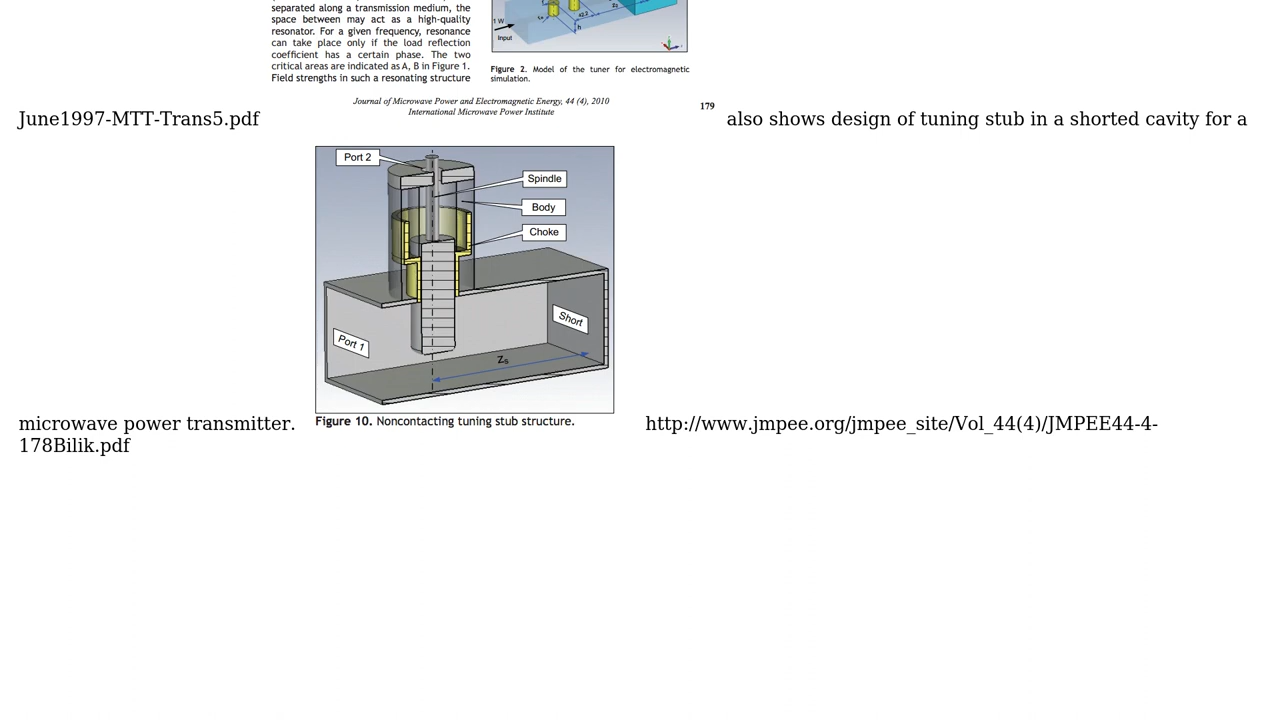 separated along a transmission medium, the
space between may act as a high-quality
resonator. For a given frequency, resonance
can take place only if the load reflection
coefficient has a certain phase. The two
critical areas are indicated as A, B in Figure 1.
Field strengths in such a resonating structure
1 W
Input
h
Figure 2. Model of the tuner for electromagnetic
simulation.
Journal of Microwave Power and Electromagnetic Energy, 44 (4), 2010
International Microwave Power Institute
179
June1997-MTT-Trans5.pdf
also shows design of tuning stub in a shorted cavity for a
Port 2
Spindle
Body
Choke
Short
Port 1
Zs
microwave power transmitter.
Figure 10. Noncontacting tuning stub structure.
http://www.jmpee.org/jmpee_site/Vol_44(4)/JMPEE44-4-
178Bilik.pdf